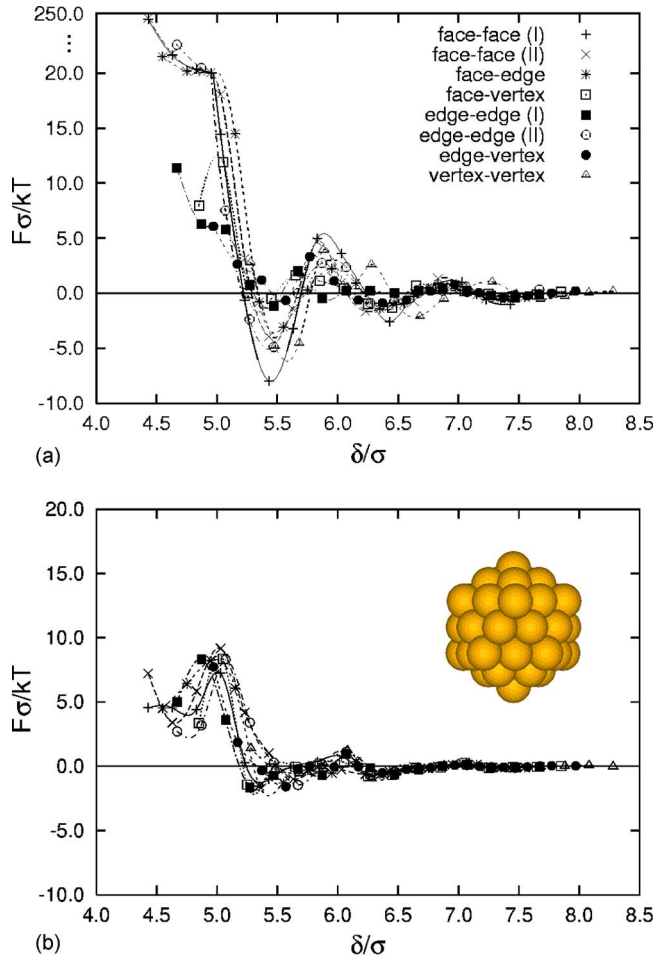 250.0
⋮
20.0
15.0
10.0
5.0
0.0
-5.0
-10.0
Fσ/kT
face-face (I)
face-face (II)
face-edge
face-vertex
edge-edge (I)
edge-edge (II)
edge-vertex
vertex-vertex
4.0 4.5 5.0 5.5 6.0 6.5 7.0 7.5 8.0 8.5
(a)
δ/σ
20.0
15.0
10.0
5.0
0.0
-5.0
-10.0
Fσ/kT
4.0 4.5 5.0 5.5 6.0 6.5 7.0 7.5 8.0 8.5
(b)
δ/σ